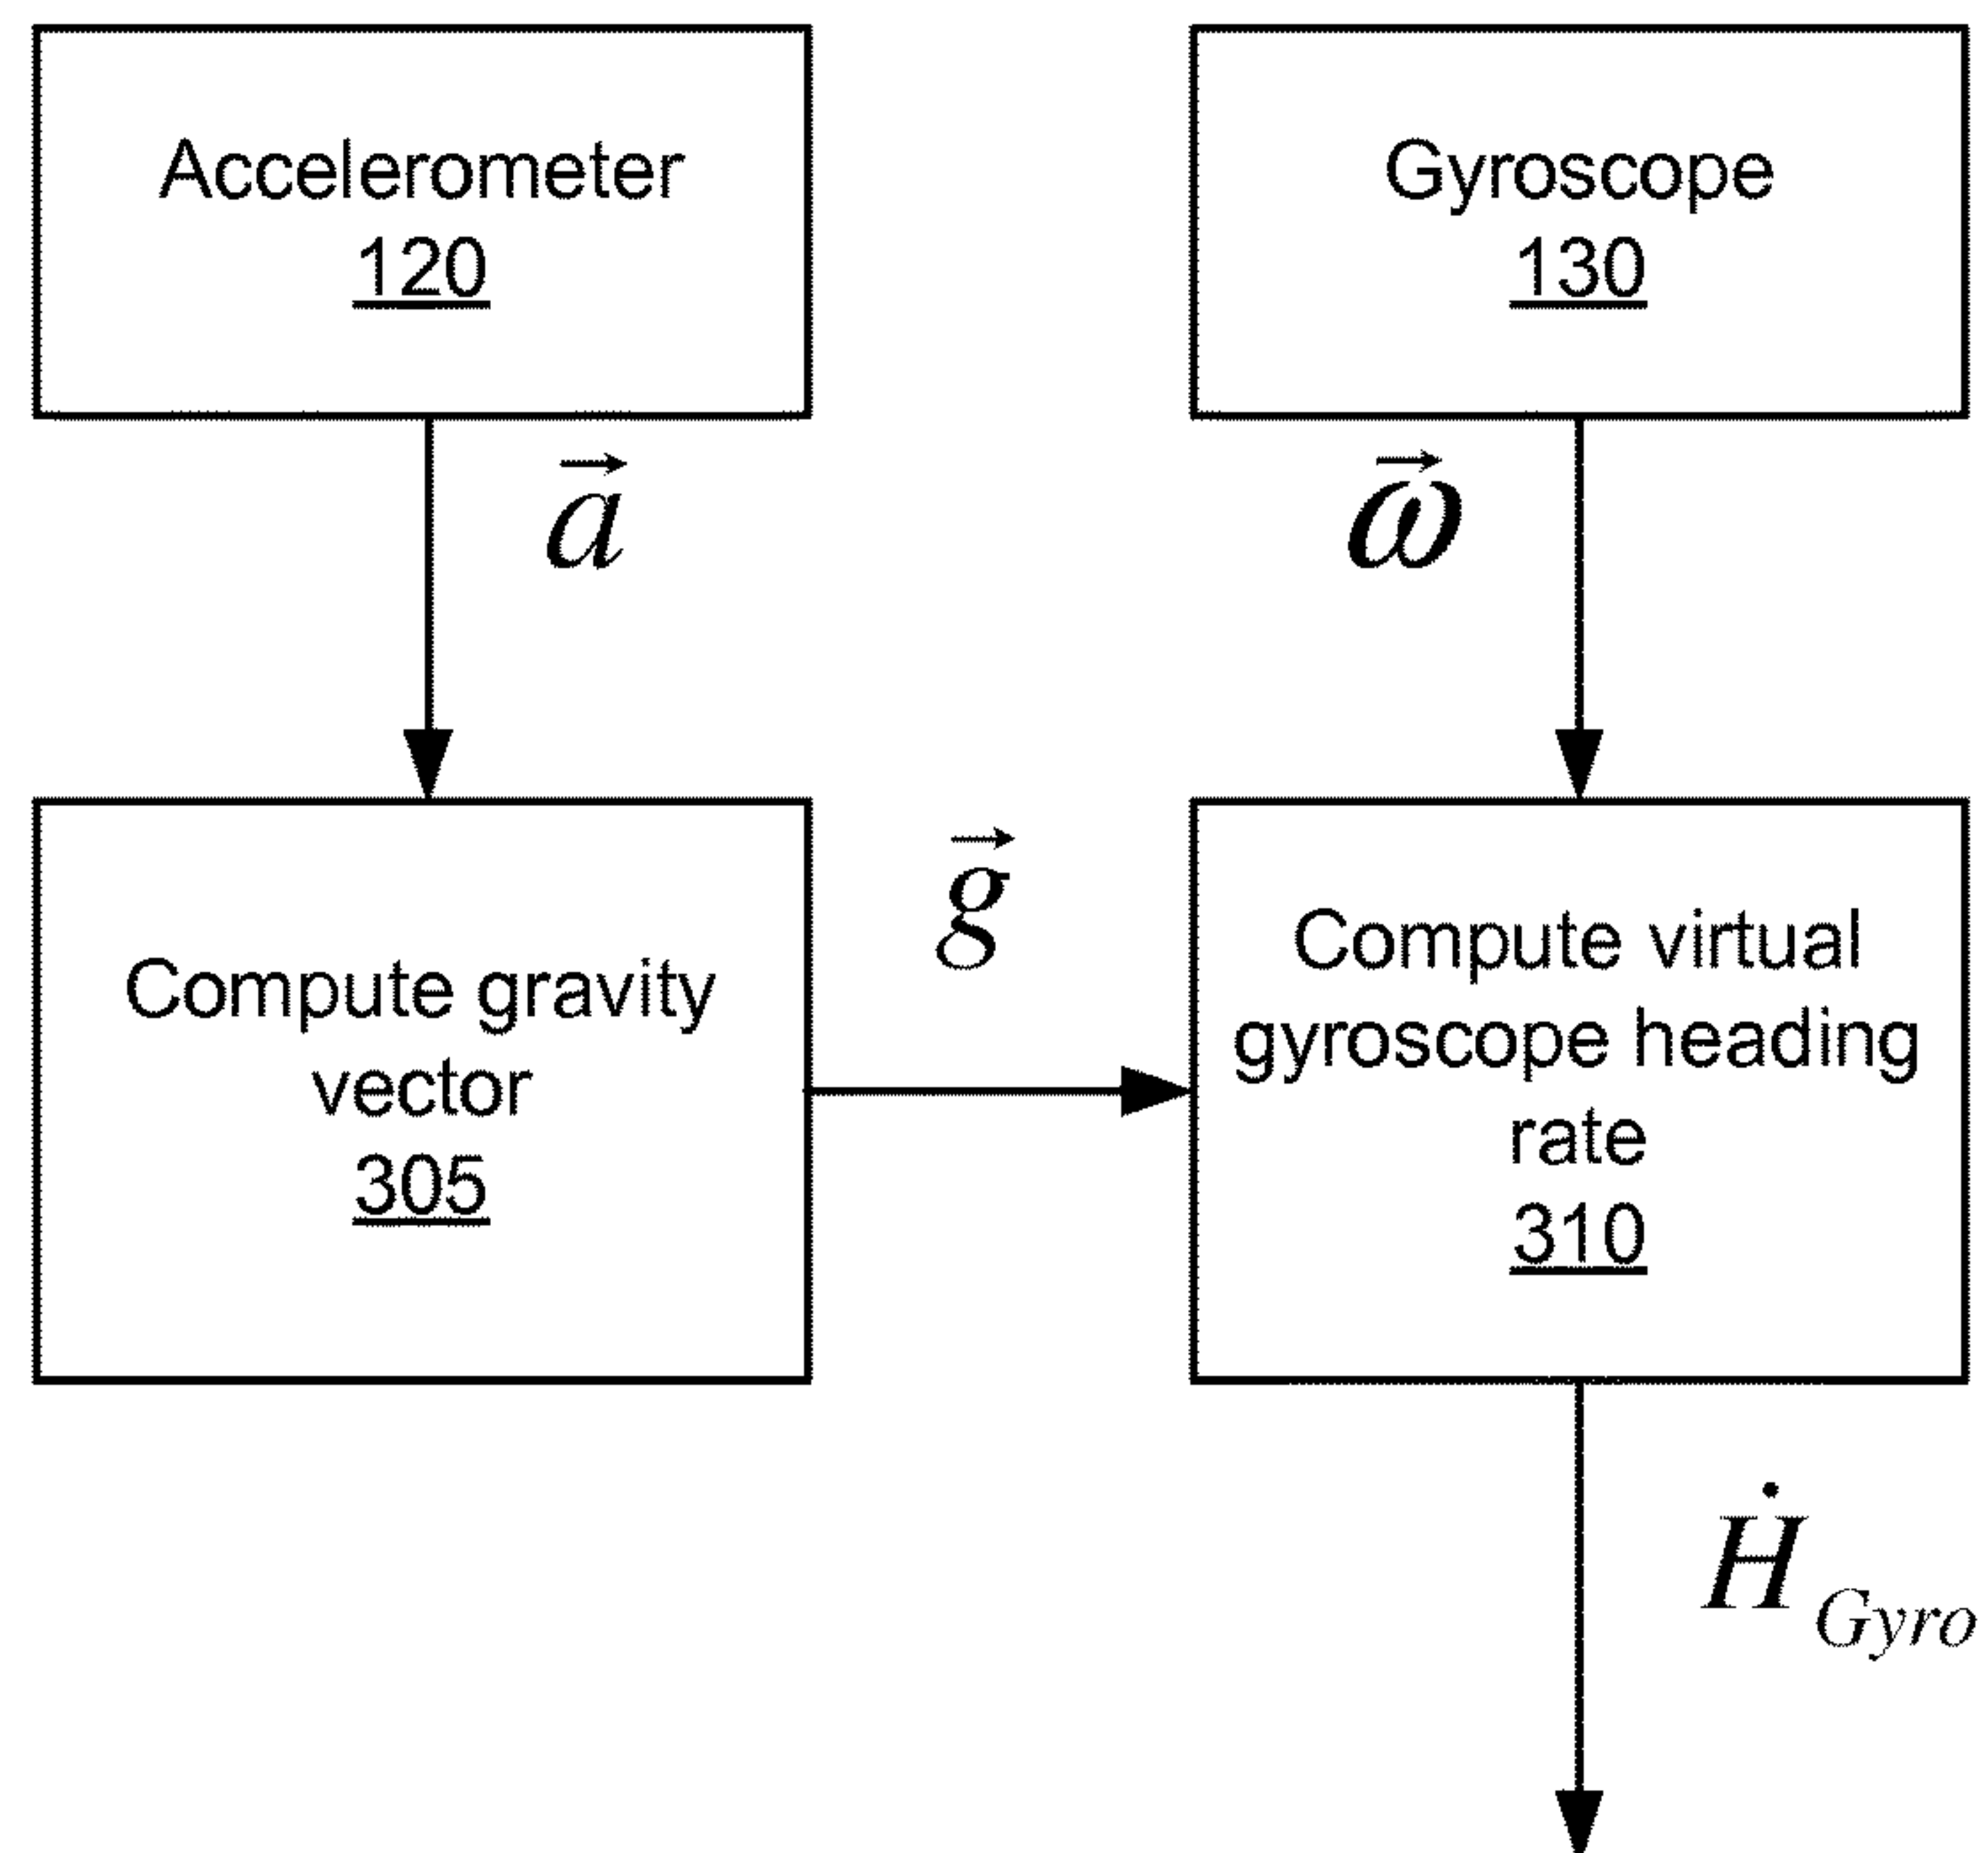 Accelerometer
120
Gyroscope
130
a⃗
ω⃗
Compute gravity
vector
305
g⃗
Compute virtual
gyroscope heading
rate
310
Ḣ Gyro